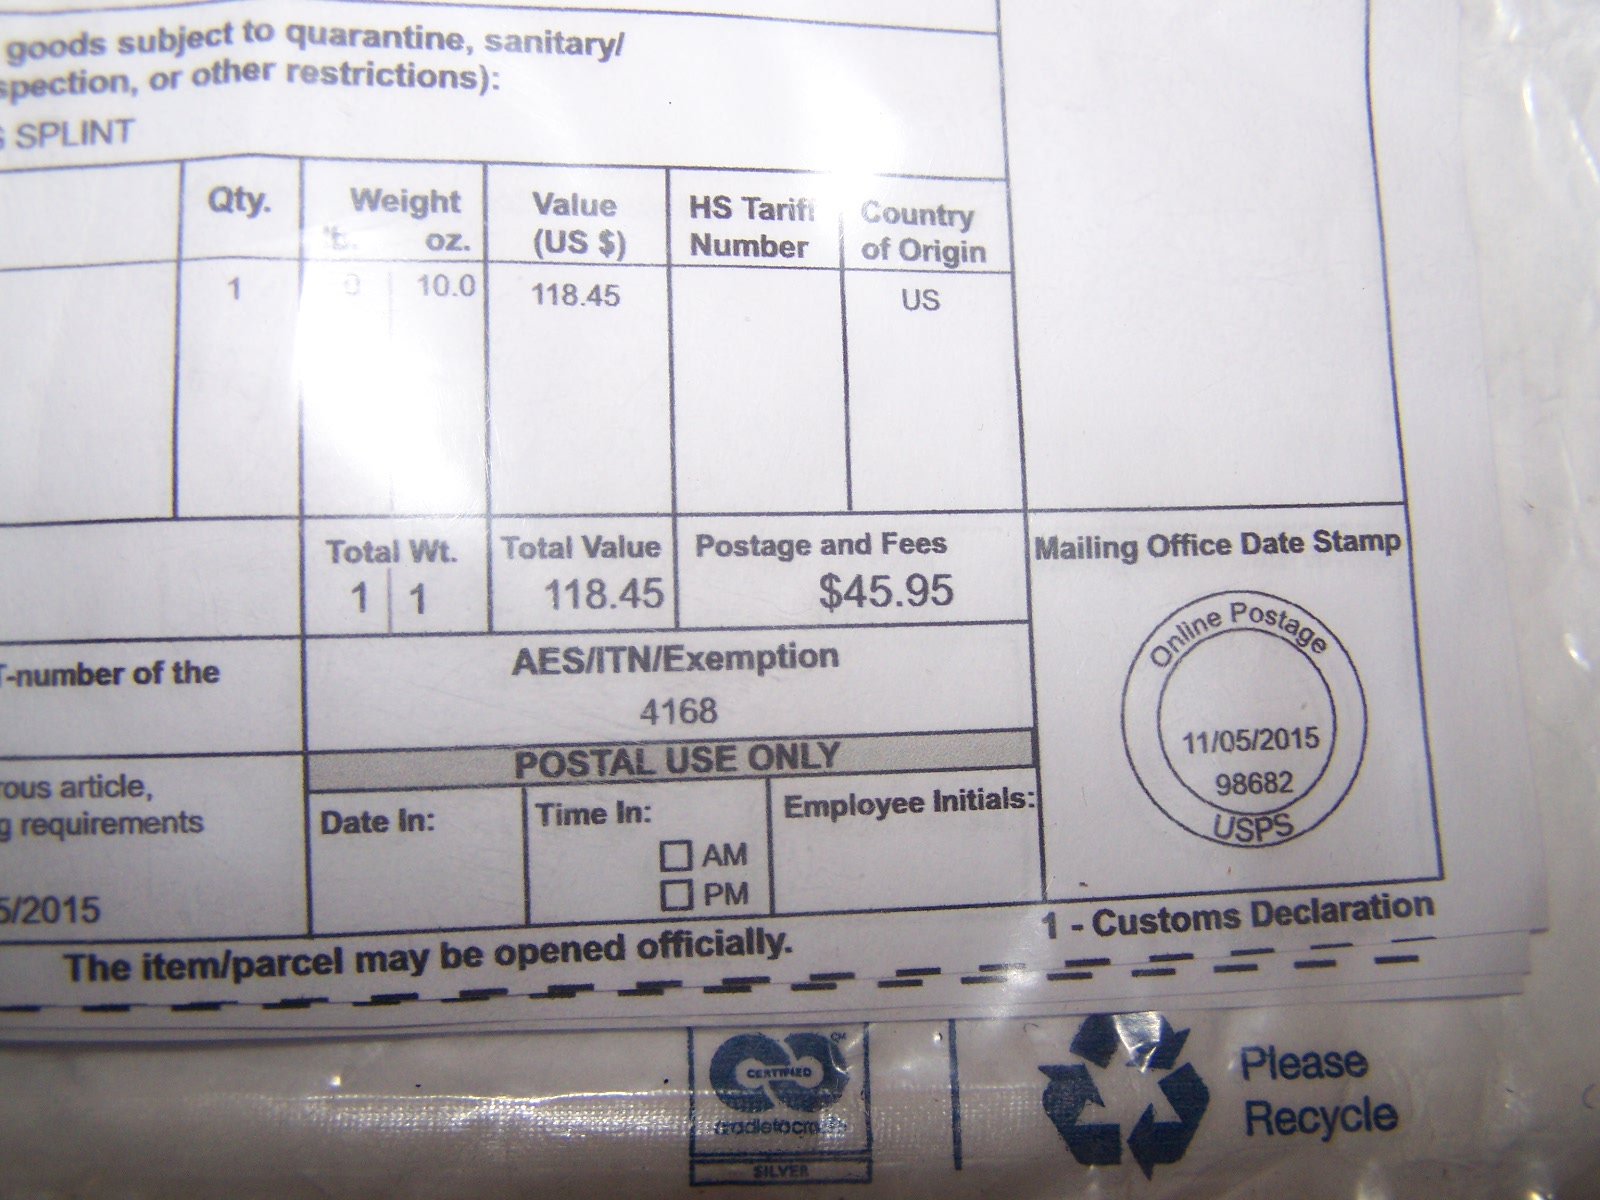 goods subject to quarantine, sanitary/
spection, or other restrictions):
SPLINT
Qty. Weight Value HS Tariff Country
lb. oz. (US $) Number of Origin
1 0 10.0 118.45 US
Total Wt. Total Value Postage and Fees Mailing Office Date Stamp
1 1 118.45 $45.95
Online Postage
11/05/2015
98682
USPS
T-number of the AES/ITN/Exemption
4168
POSTAL USE ONLY
rous article,
g requirements
Date In: Time In: Employee Initials:
AM
PM
5/2015
The item/parcel may be opened officially. 1 - Customs Declaration
CERTIFIED
cradletocradle
SILVER
Please
Recycle